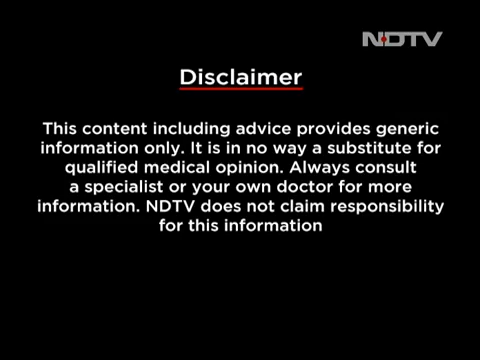 NDTV
Disclaimer
This content including advice provides generic
information only. It is in no way a substitute for
qualified medical opinion. Always consult
a specialist or your own doctor for more
information. NDTV does not claim responsibility
for this information